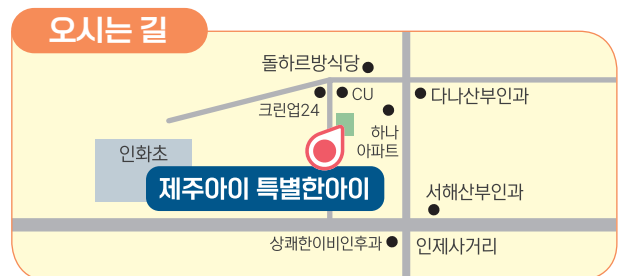 오시는 길
돌하르방식당
크린업24
CU
다나산부인과
하나
아파트
인화초
제주아이 특별한아이
서해산부인과
상쾌한이비인후과
인제사거리